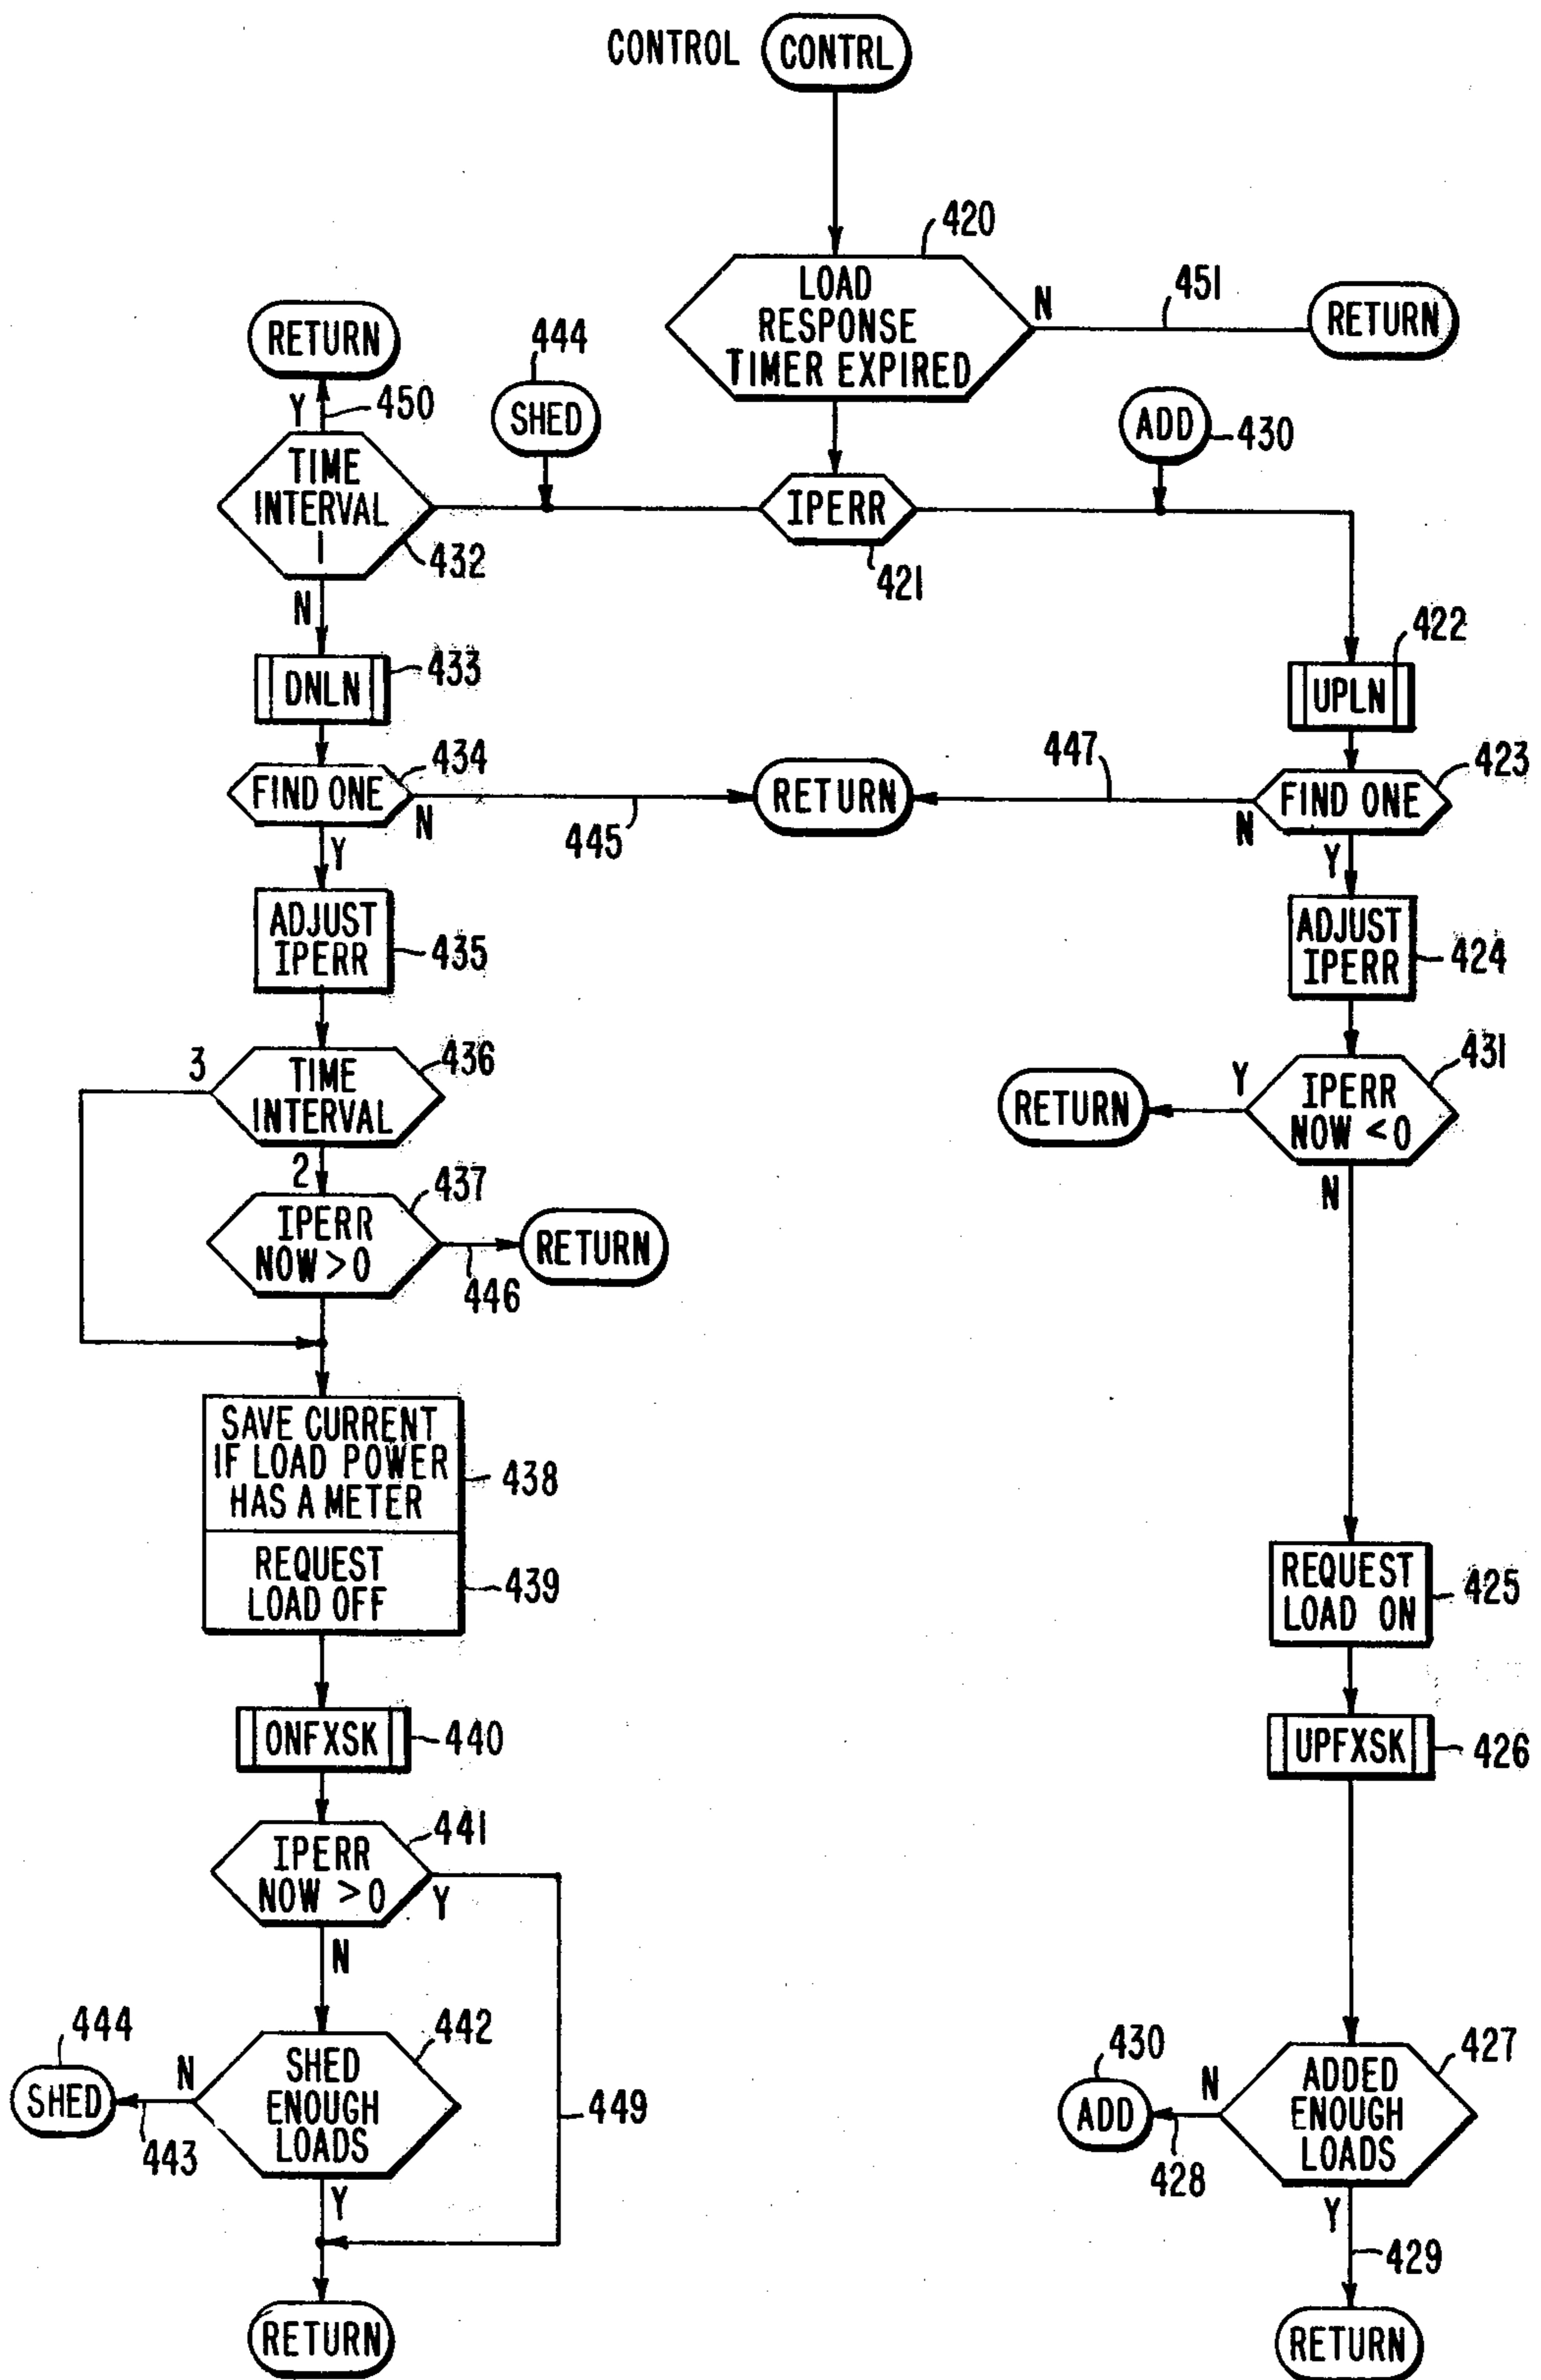 CONTROL CONTRL
420
LOAD
RESPONSE
TIMER EXPIRED
N
451
RETURN
RETURN
Y
450
444
SHED
ADD
430
TIME
INTERVAL
1
432
IPERR
421
N
DNLN
433
422
UPLN
FIND ONE
434
N
445
RETURN
447
N
FIND ONE
423
Y
Y
ADJUST
IPERR
435
ADJUST
IPERR
424
3
TIME
INTERVAL
436
RETURN
Y
IPERR
NOW <0
431
2
N
IPERR
NOW >0
437
446
RETURN
SAVE CURRENT
IF LOAD POWER
HAS A METER
438
REQUEST
LOAD OFF
439
REQUEST
LOAD ON
425
ONFXSK
440
UPFXSK
426
IPERR
NOW >0
441
Y
N
444
SHED
N
443
SHED
ENOUGH
LOADS
442
449
430
ADD
N
428
ADDED
ENOUGH
LOADS
427
Y
Y
429
RETURN
RETURN